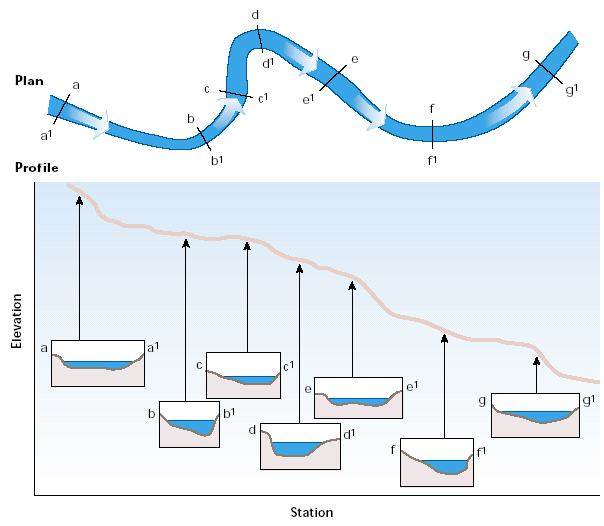 d
d¹
g
e
g¹
Plan
a
c
c¹
e¹
b
f
a¹
b¹
f¹
Profile
Elevation
a a¹
c c¹
e e¹
b b¹
g g¹
d d¹
f f¹
Station